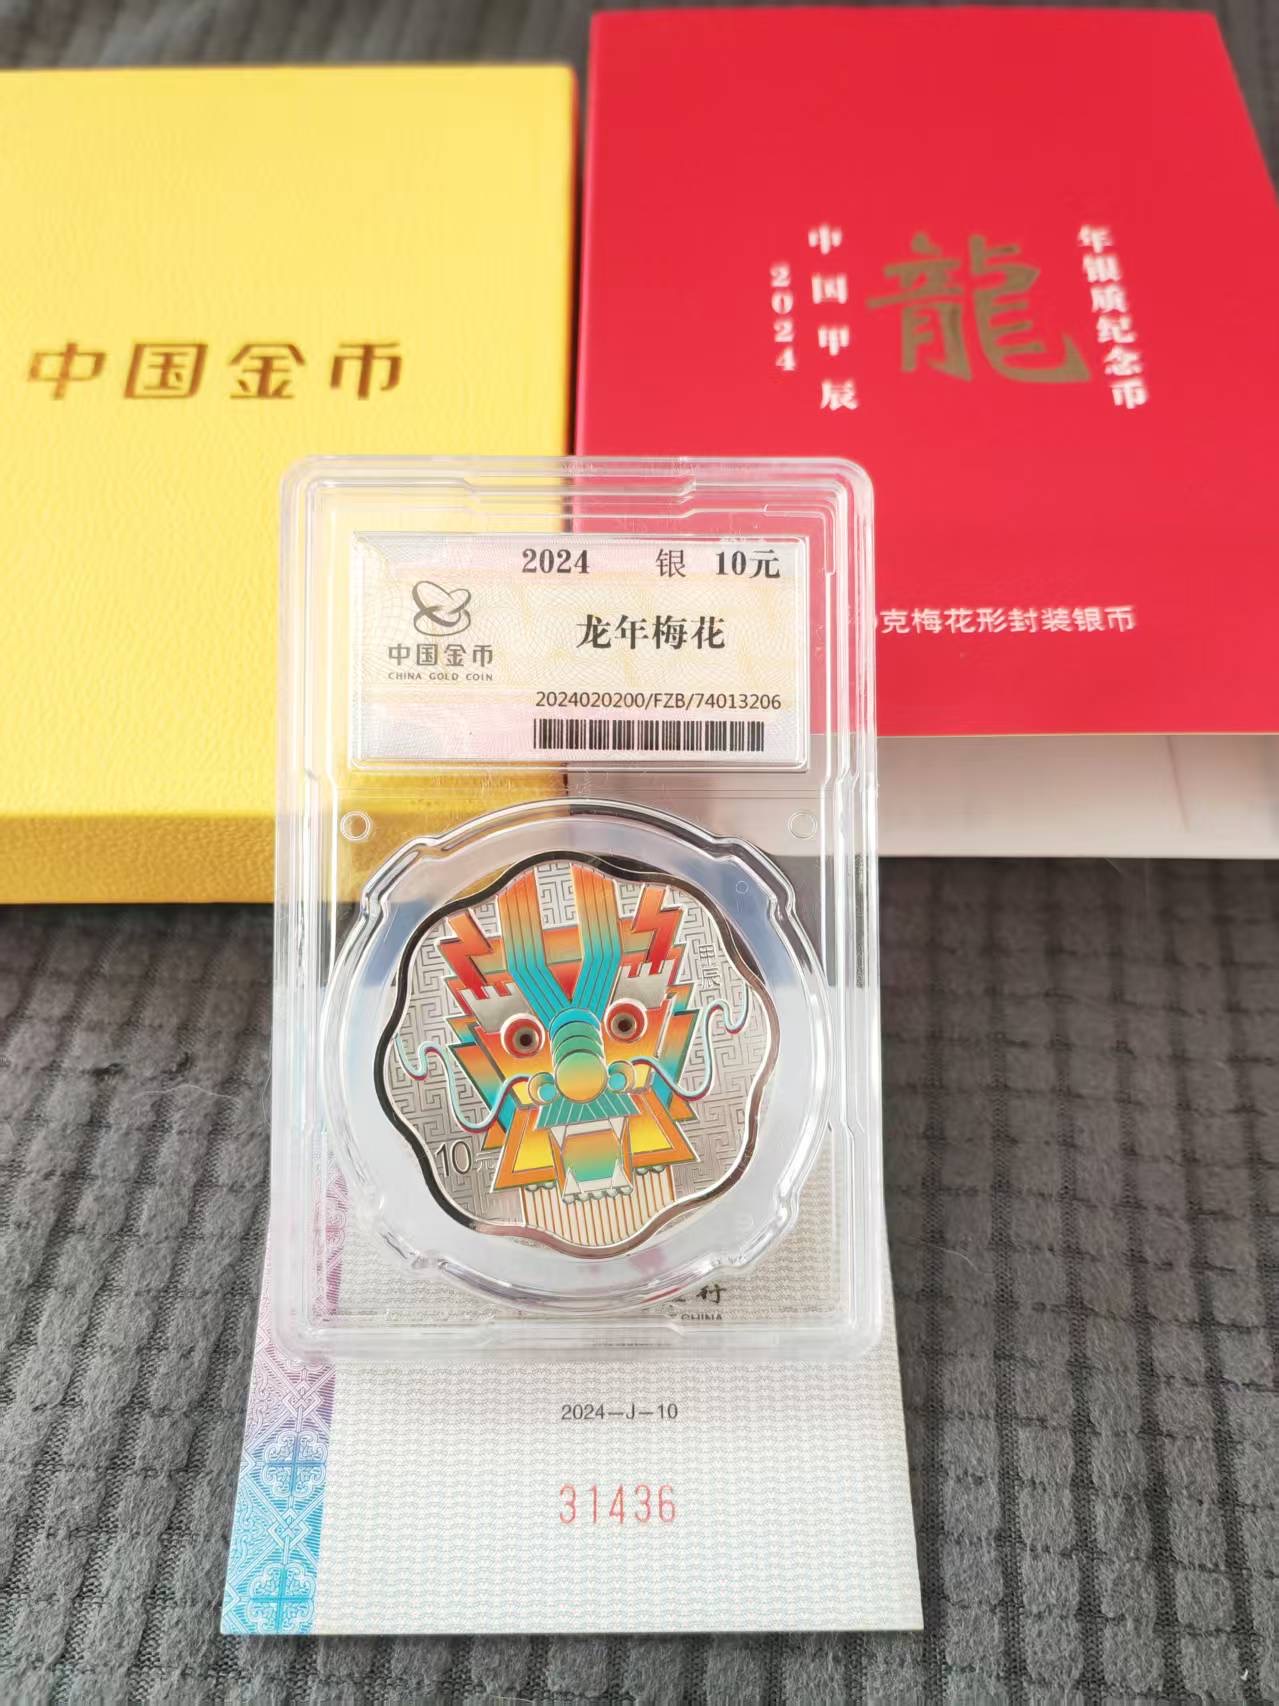 中国金币
2024
中国甲辰
龍
年银质纪念币
克梅花形封装银币
2024 银 10元
中国金币
CHINA GOLD COIN
龙年梅花
2024020200/FZB/74013206
甲辰
10元
行
CHINA
2024-J-10
31436